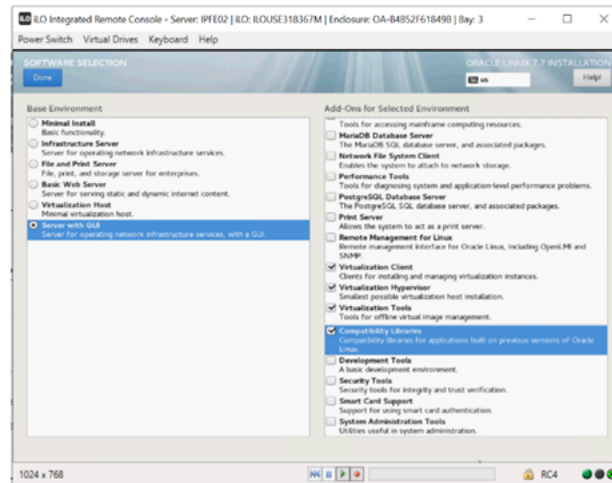 iLO Integrated Remote Console - Server: IPFE02 | iLO: ILOUSE318367M | Enclosure: OA-B4B52F618498 | Bay: 3
Power Switch Virtual Drives Keyboard Help
SOFTWARE SELECTION
ORACLE LINUX 7.7 INSTALLATION
Done
us
Help!
Base Environment
Minimal Install
Basic functionality.
Infrastructure Server
Server for operating network infrastructure services.
File and Print Server
File, print, and storage server for enterprises.
Basic Web Server
Server for serving static and dynamic internet content.
Virtualization Host
Minimal virtualization host.
Server with GUI
Server for operating network infrastructure services, with a GUI.
Add-Ons for Selected Environment
Tools for accessing mainframe computing resources.
MariaDB Database Server
The MariaDB SQL database server, and associated packages.
Network File System Client
Enables the system to attach to network storage.
Performance Tools
Tools for diagnosing system and application-level performance problems.
PostgreSQL Database Server
The PostgreSQL SQL database server, and associated packages.
Print Server
Allows the system to act as a print server.
Remote Management for Linux
Remote management interface for Oracle Linux, including OpenLMI and
SNMP.
Virtualization Client
Clients for installing and managing virtualization instances.
Virtualization Hypervisor
Smallest possible virtualization host installation.
Virtualization Tools
Tools for offline virtual image management.
Compatibility Libraries
Compatibility libraries for applications built on previous versions of Oracle
Linux.
Development Tools
A basic development environment.
Security Tools
Security tools for integrity and trust verification.
Smart Card Support
Support for using smart card authentication.
System Administration Tools
Utilities useful in system administration.
1024 x 768
RC4